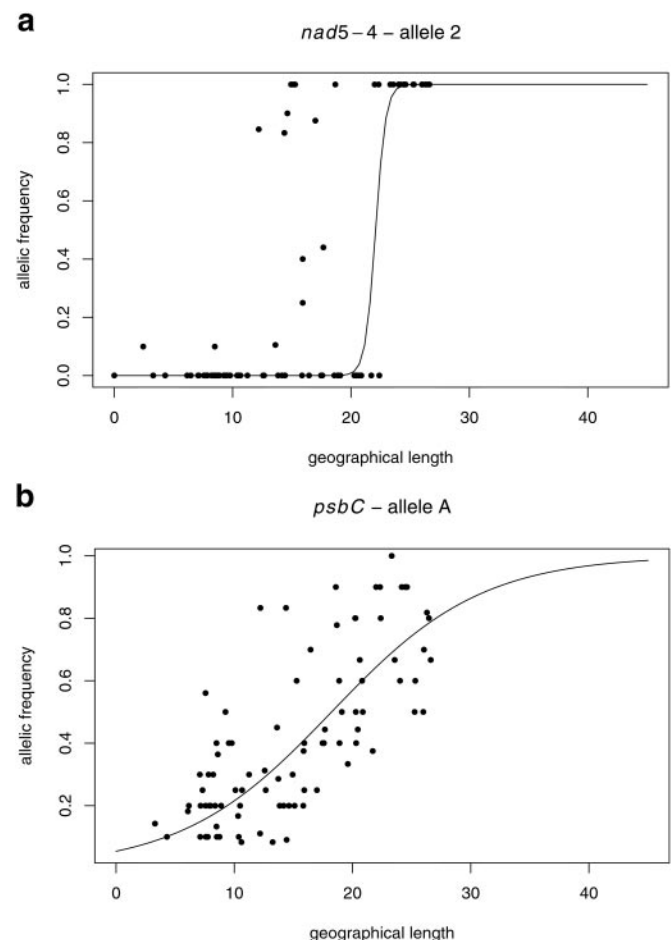 a
nad5−4 − allele 2
1.0
0.8
0.6
0.4
0.2
0.0
allelic frequency
0 10 20 30 40
geographical length
b
psbC − allele A
1.0
0.8
0.6
0.4
0.2
allelic frequency
0 10 20 30 40
geographical length